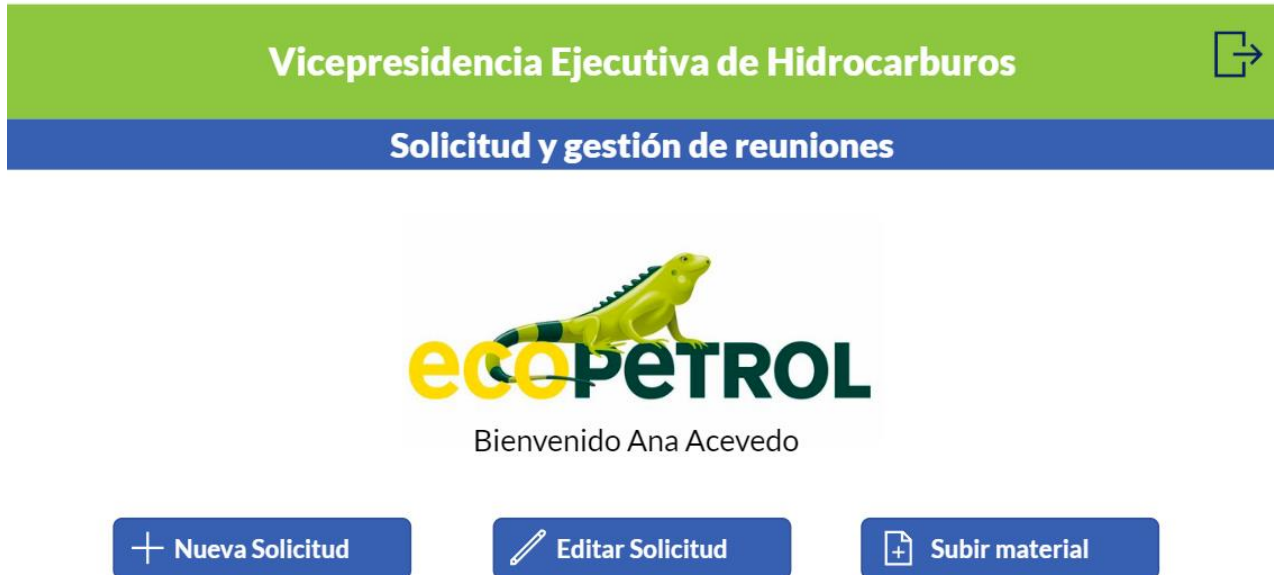 Vicepresidencia Ejecutiva de Hidrocarburos
Solicitud y gestión de reuniones
ecopetrol
Bienvenido Ana Acevedo
Nueva Solicitud
Editar Solicitud
Subir material